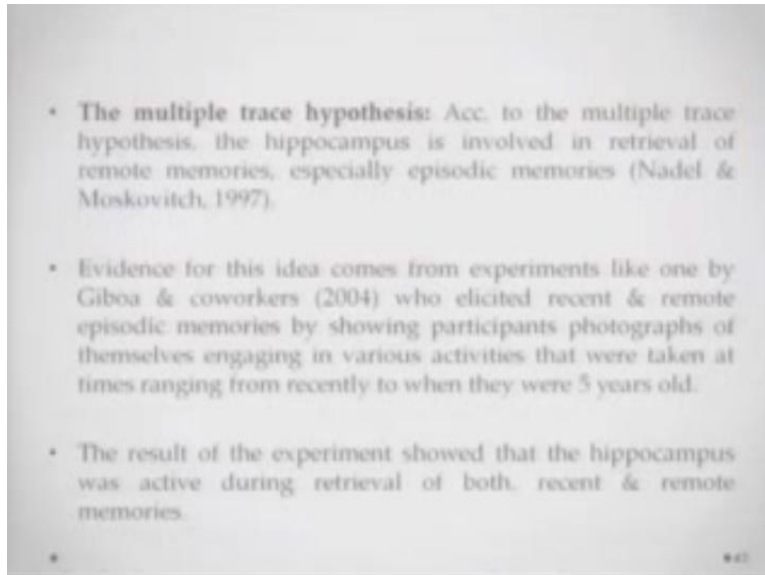 • The multiple trace hypothesis: Acc. to the multiple trace
hypothesis, the hippocampus is involved in retrieval of
remote memories, especially episodic memories (Nadel &
Moskovitch, 1997).
• Evidence for this idea comes from experiments like one by
Giboa & coworkers (2004) who elicited recent & remote
episodic memories by showing participants photographs of
themselves engaging in various activities that were taken at
times ranging from recently to when they were 5 years old.
• The result of the experiment showed that the hippocampus
was active during retrieval of both, recent & remote
memories.